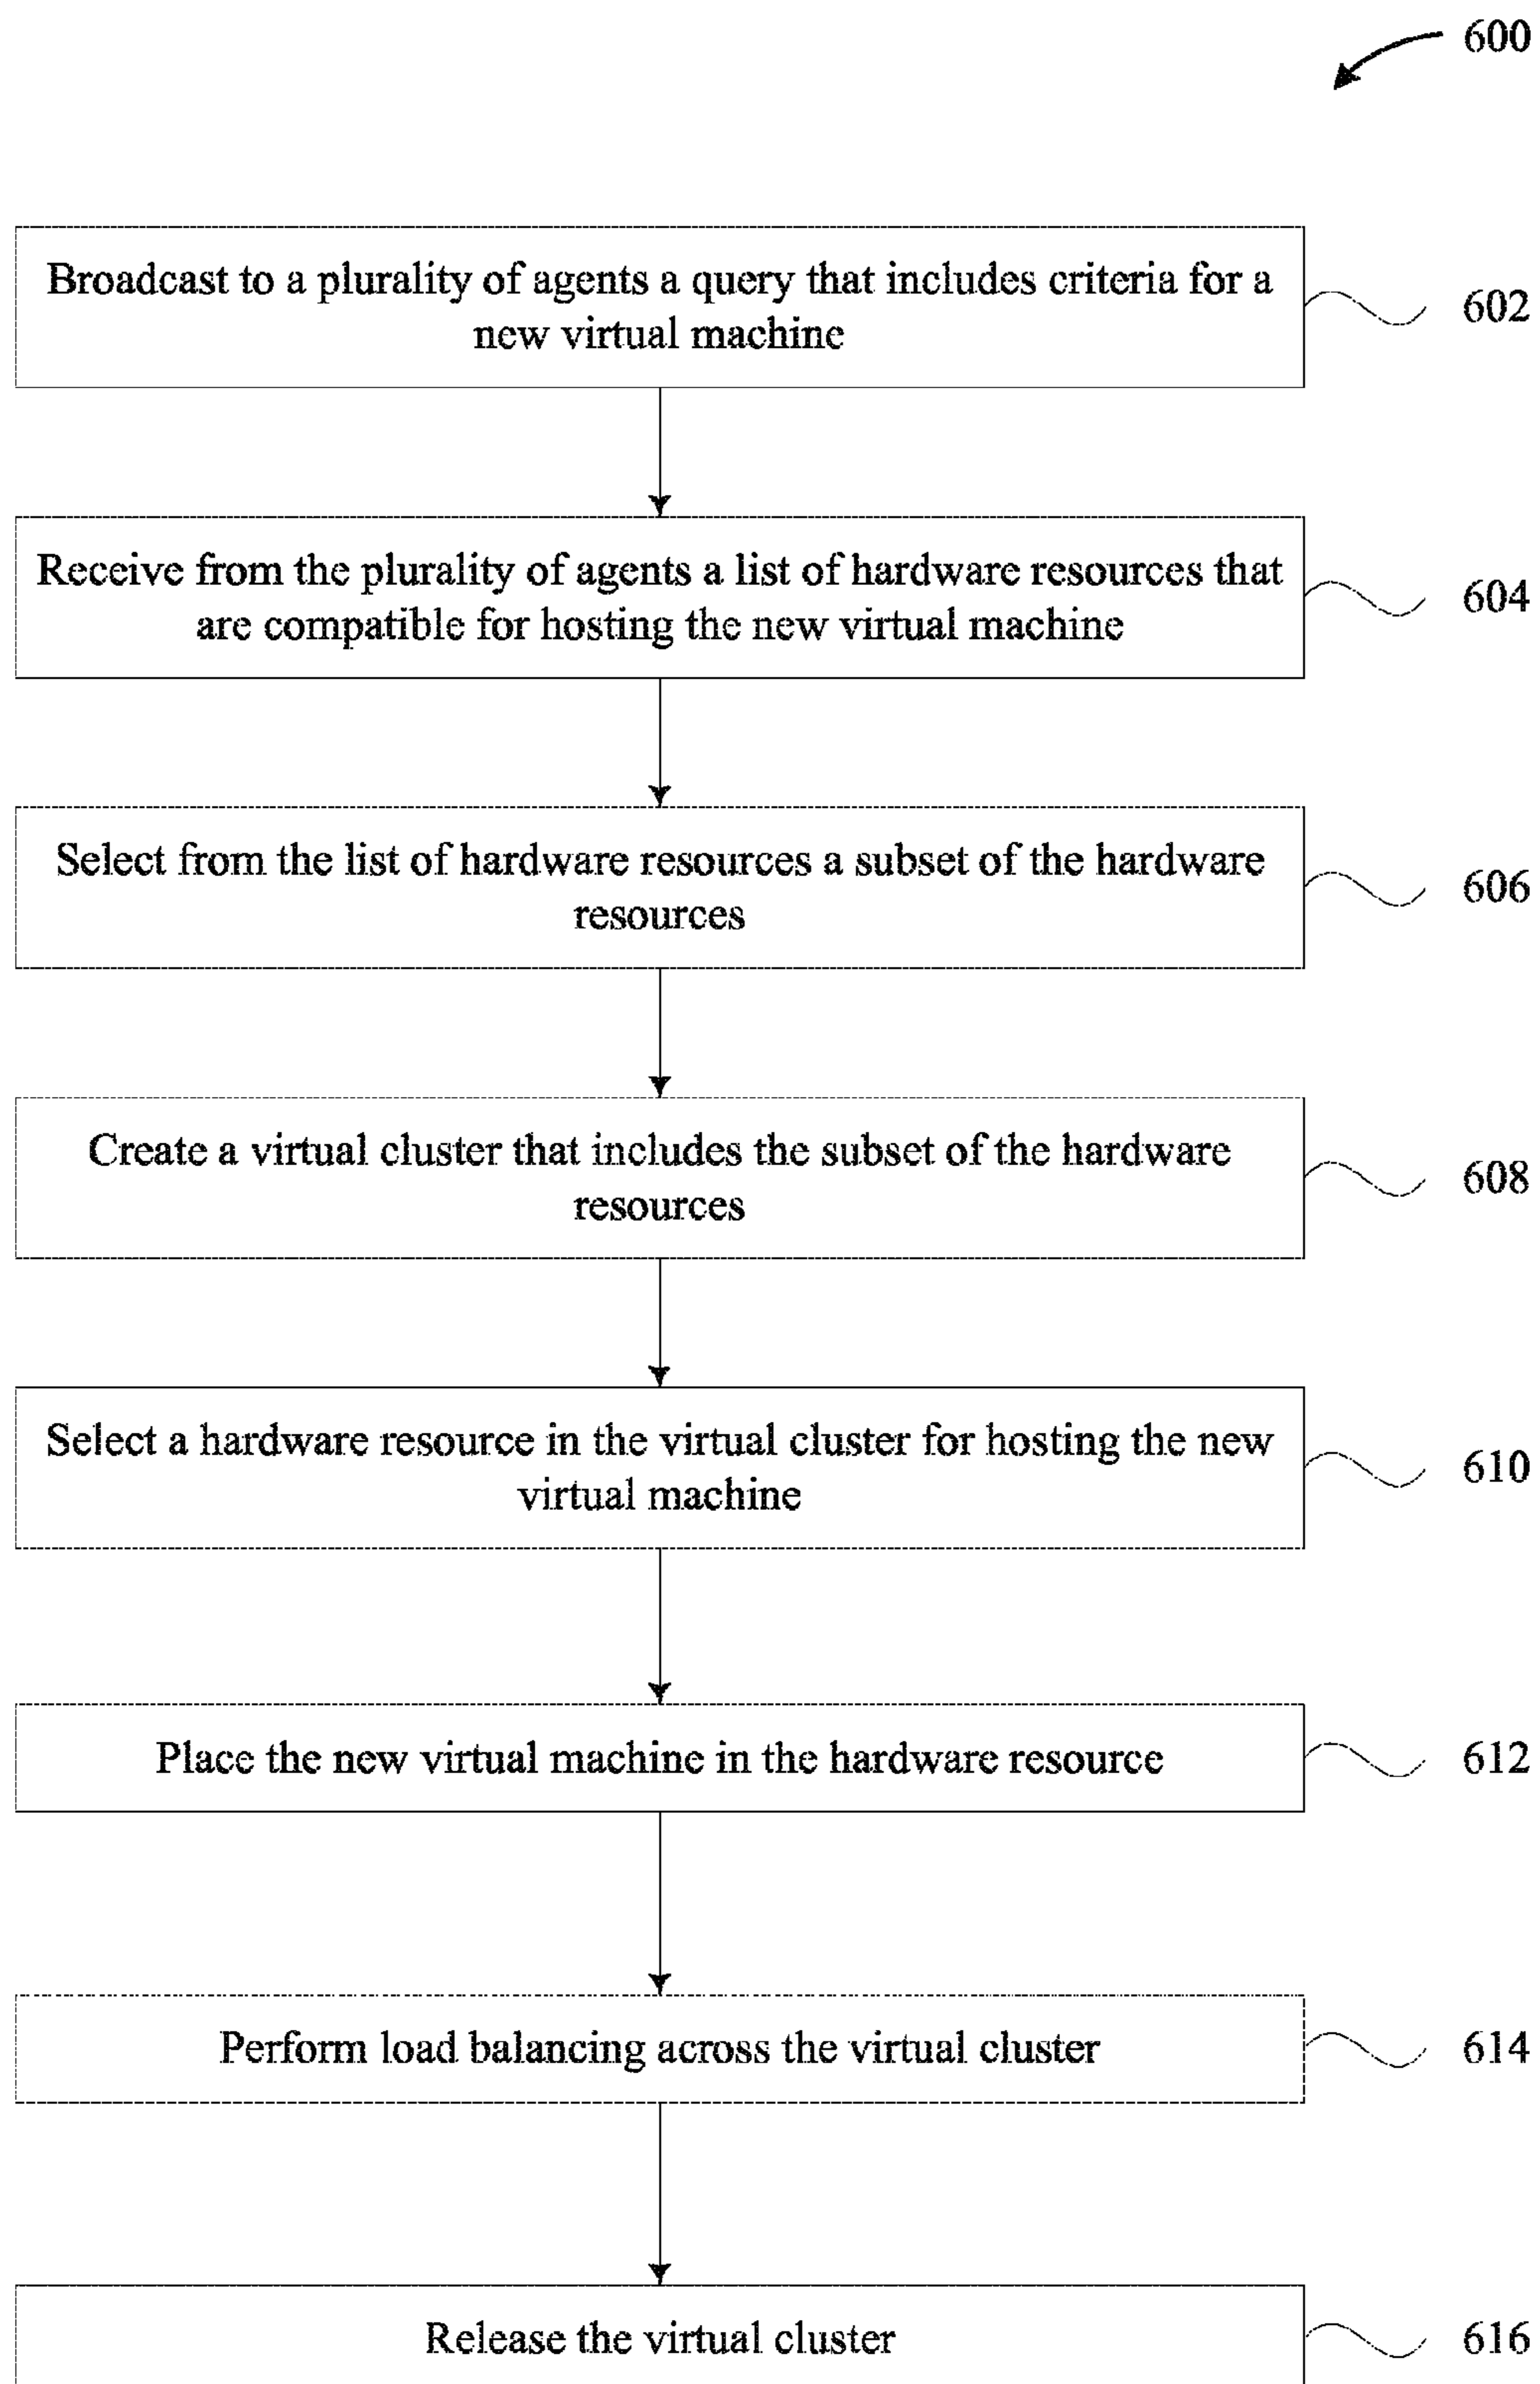 600
Broadcast to a plurality of agents a query that includes criteria for a
new virtual machine
602
Receive from the plurality of agents a list of hardware resources that
are compatible for hosting the new virtual machine
604
Select from the list of hardware resources a subset of the hardware
resources
606
Create a virtual cluster that includes the subset of the hardware
resources
608
Select a hardware resource in the virtual cluster for hosting the new
virtual machine
610
Place the new virtual machine in the hardware resource
612
Perform load balancing across the virtual cluster
614
Release the virtual cluster
616